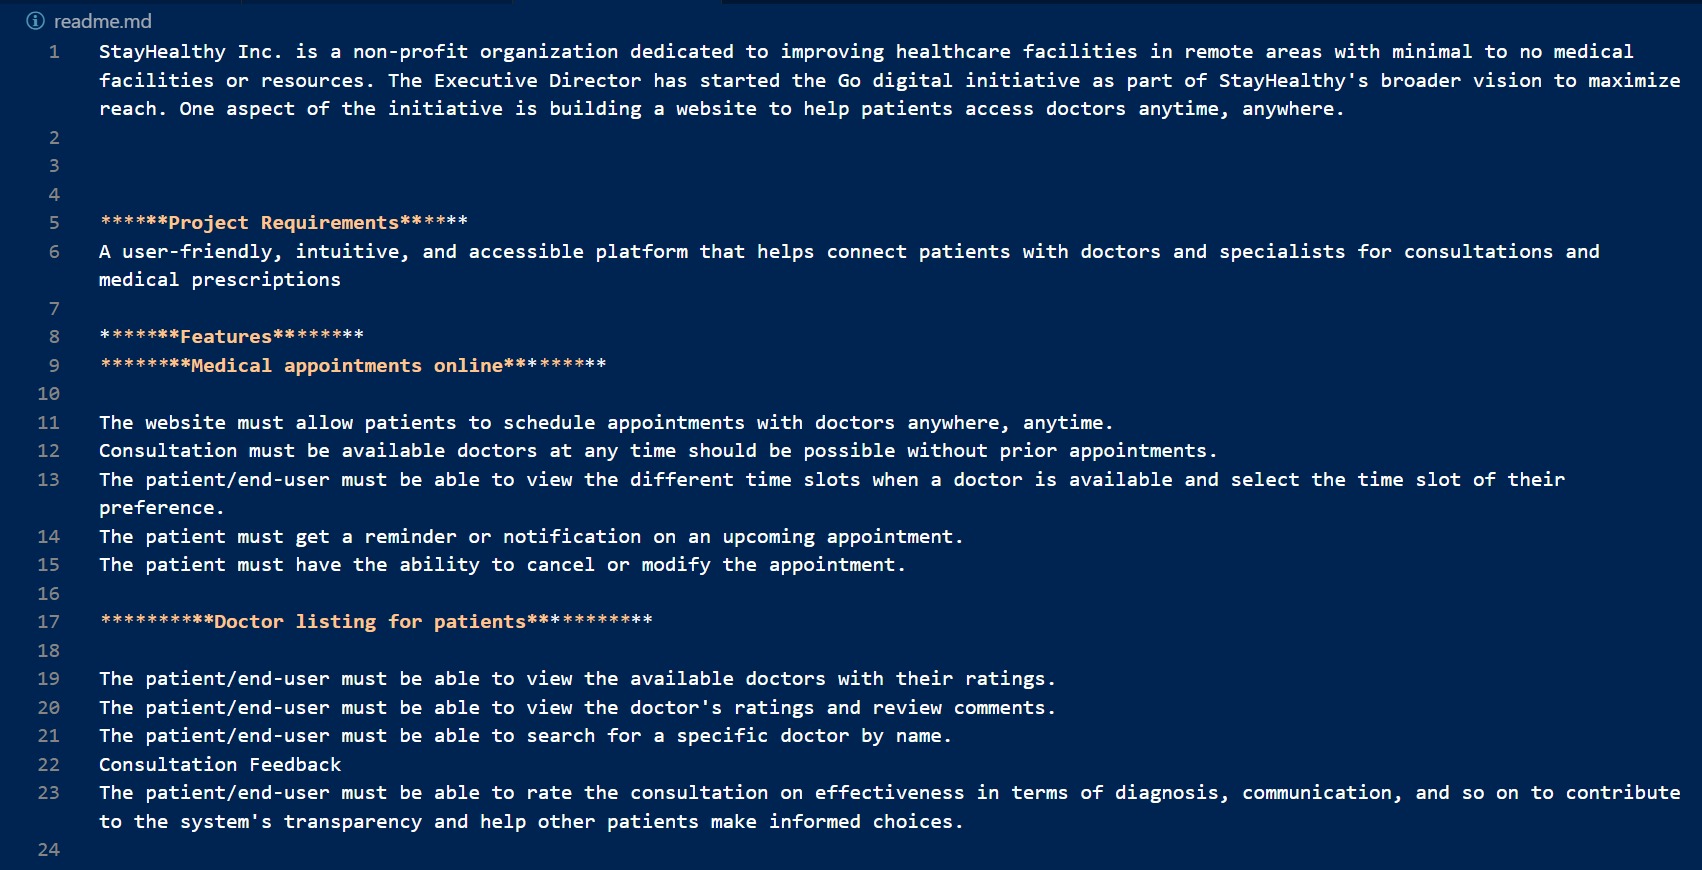 readme.md
1 StayHealthy Inc. is a non-profit organization dedicated to improving healthcare facilities in remote areas with minimal to no medical
facilities or resources. The Executive Director has started the Go digital initiative as part of StayHealthy's broader vision to maximize
reach. One aspect of the initiative is building a website to help patients access doctors anytime, anywhere.
2
3
4
5 ******Project Requirements******
6 A user-friendly, intuitive, and accessible platform that helps connect patients with doctors and specialists for consultations and
medical prescriptions
7
8 *******Features********
9 ********Medical appointments online*********
10
11 The website must allow patients to schedule appointments with doctors anywhere, anytime.
12 Consultation must be available doctors at any time should be possible without prior appointments.
13 The patient/end-user must be able to view the different time slots when a doctor is available and select the time slot of their
preference.
14 The patient must get a reminder or notification on an upcoming appointment.
15 The patient must have the ability to cancel or modify the appointment.
16
17 **********Doctor listing for patients***********
18
19 The patient/end-user must be able to view the available doctors with their ratings.
20 The patient/end-user must be able to view the doctor's ratings and review comments.
21 The patient/end-user must be able to search for a specific doctor by name.
22 Consultation Feedback
23 The patient/end-user must be able to rate the consultation on effectiveness in terms of diagnosis, communication, and so on to contribute
to the system's transparency and help other patients make informed choices.
24